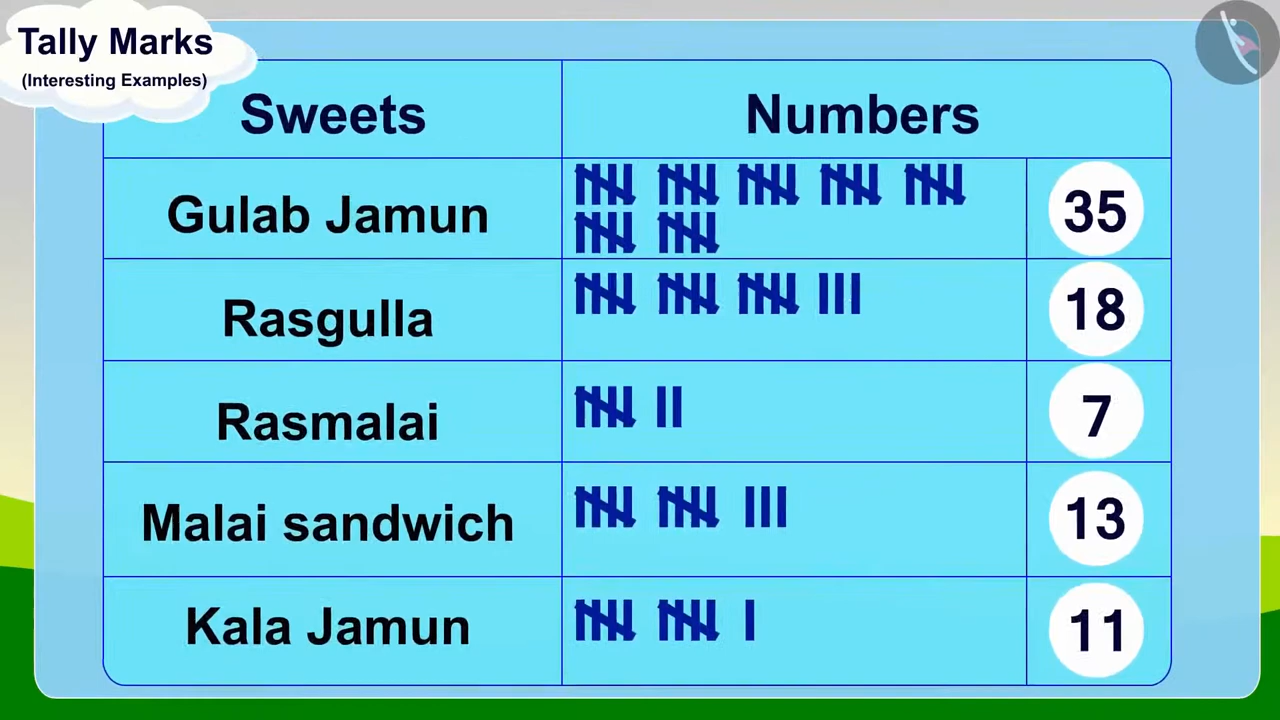 Tally Marks
(Interesting Examples)
Sweets Numbers
Gulab Jamun 35
Rasgulla 18
Rasmalai 7
Malai sandwich 13
Kala Jamun 11